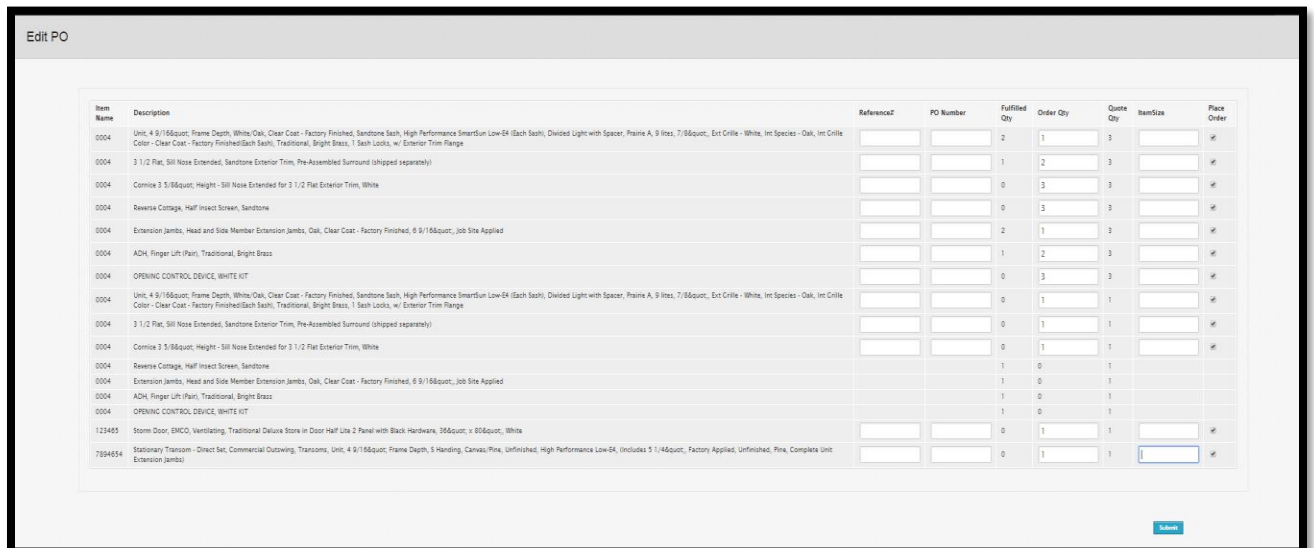 Edit PO
Item Name Description Reference# PO Number Fulfilled Qty Order Qty Quote Qty ItemSize Place Order
0004 Unit, 4 9/16&quot; Frame Depth, White/Oak, Clear Coat - Factory Finished, Sandtone Sash, High Performance SmartSun Low-E4 (Each Sash), Divided Light with Spacer, Prairie A, 9 lites, 7/8&quot;, Ext Grille - White, Int Species - Oak, Int Grille 2 1 3
Color - Clear Coat - Factory Finished(Each Sash), Traditional, Bright Brass, 1 Sash Locks, w/ Exterior Trim Flange
0004 3 1/2 Flat, Sill Nose Extended, Sandtone Exterior Trim, Pre-Assembled Surround (shipped separately) 1 2 3
0004 Cornice 3 5/8&quot; Height - Sill Nose Extended for 3 1/2 Flat Exterior Trim, White 0 3 3
0004 Reverse Cottage, Half Insect Screen, Sandtone 0 3 3
0004 Extension Jambs, Head and Side Member Extension Jambs, Oak, Clear Coat - Factory Finished, 6 9/16&quot;, Job Site Applied 2 1 3
0004 ADH, Finger Lift (Pair), Traditional, Bright Brass 1 2 3
0004 OPENING CONTROL DEVICE, WHITE KIT 0 3 3
0004 Unit, 4 9/16&quot; Frame Depth, White/Oak, Clear Coat - Factory Finished, Sandtone Sash, High Performance SmartSun Low-E4 (Each Sash), Divided Light with Spacer, Prairie A, 9 lites, 7/8&quot;, Ext Grille - White, Int Species - Oak, Int Grille 0 1 1
Color - Clear Coat - Factory Finished(Each Sash), Traditional, Bright Brass, 1 Sash Locks, w/ Exterior Trim Flange
0004 3 1/2 Flat, Sill Nose Extended, Sandtone Exterior Trim, Pre-Assembled Surround (shipped separately) 0 1 1
0004 Cornice 3 5/8&quot; Height - Sill Nose Extended for 3 1/2 Flat Exterior Trim, White 0 1 1
0004 Reverse Cottage, Half Insect Screen, Sandtone 1 0 1
0004 Extension Jambs, Head and Side Member Extension Jambs, Oak, Clear Coat - Factory Finished, 6 9/16&quot;, Job Site Applied 1 0 1
0004 ADH, Finger Lift (Pair), Traditional, Bright Brass 1 0 1
0004 OPENING CONTROL DEVICE, WHITE KIT 1 0 1
123465 Storm Door, EMCO, Ventilating, Traditional Deluxe Store in Door Half Lite 2 Panel with Black Hardware, 36&quot; x 80&quot;, White 0 1 1
7894654 Stationary Transom - Direct Set, Commercial Outswing, Transoms, Unit, 4 9/16&quot; Frame Depth, S Handing, Canvas/Pine, Unfinished, High Performance Low-E4, (Includes 5 1/4&quot;, Factory Applied, Unfinished, Pine, Complete Unit 0 1 1
Extension Jambs)
Submit